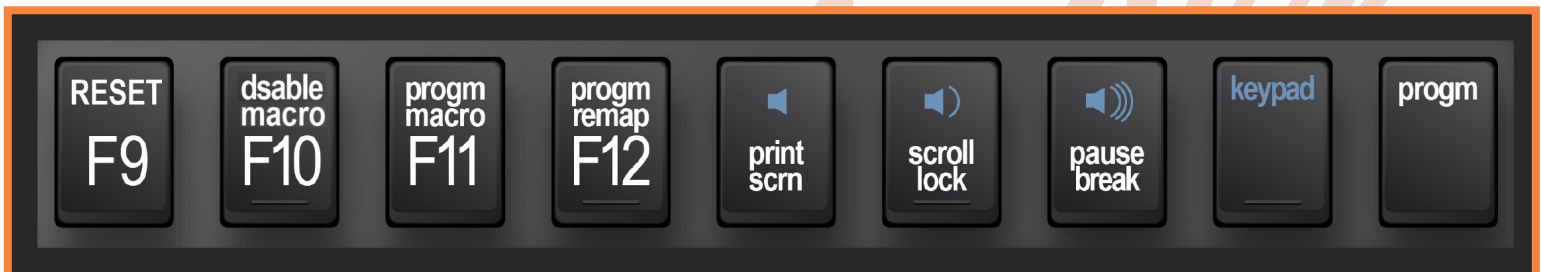 RESET
F9
dsable
macro
F10
progm
macro
F11
progm
remap
F12
print
scrn
scroll
lock
pause
break
keypad
progm